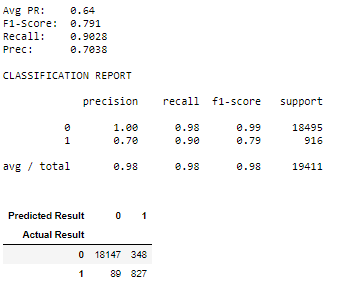 Avg PR: 0.64
F1-Score: 0.791
Recall: 0.9028
Prec: 0.7038
CLASSIFICATION REPORT
precision recall f1-score support
0 1.00 0.98 0.99 18495
1 0.70 0.90 0.79 916
avg / total 0.98 0.98 0.98 19411
Predicted Result 0 1
Actual Result
0 18147 348
1 89 827